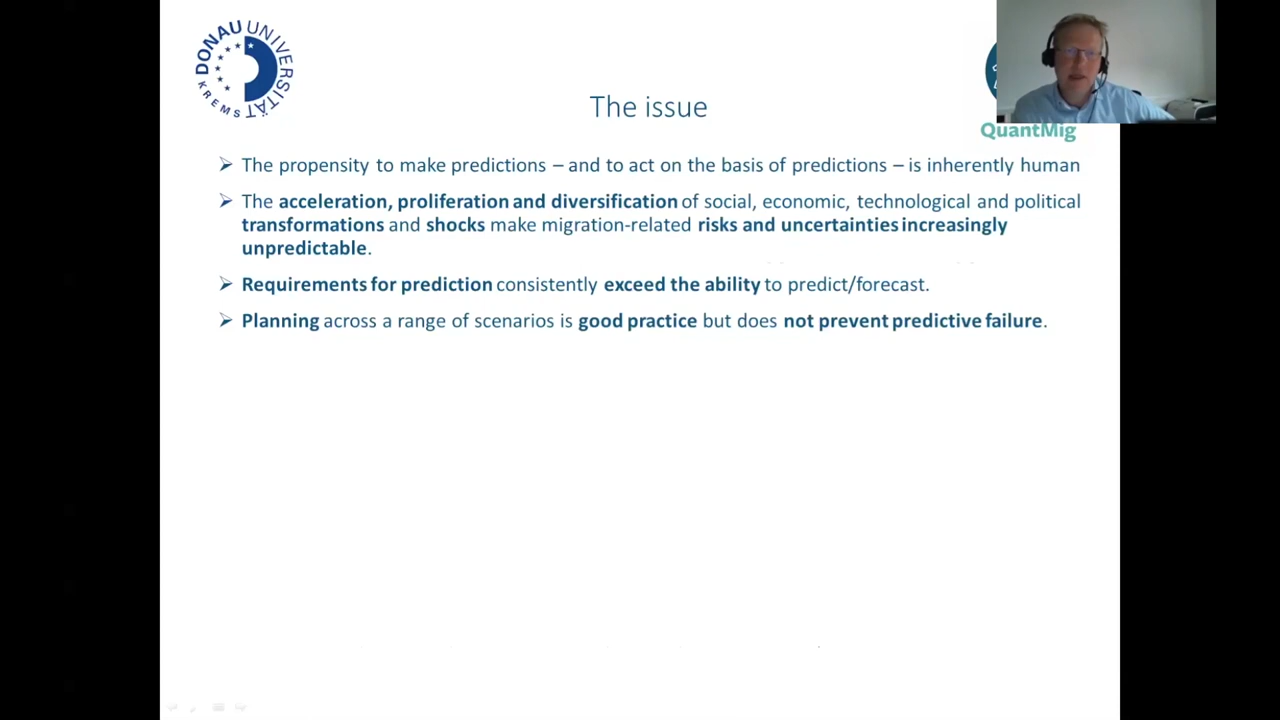 DONAU UNIVERSITÄT
KREMS
QuantMig
The issue
The propensity to make predictions – and to act on the basis of predictions – is inherently human
The acceleration, proliferation and diversification of social, economic, technological and political
transformations and shocks make migration-related risks and uncertainties increasingly
unpredictable.
Requirements for prediction consistently exceed the ability to predict/forecast.
Planning across a range of scenarios is good practice but does not prevent predictive failure.